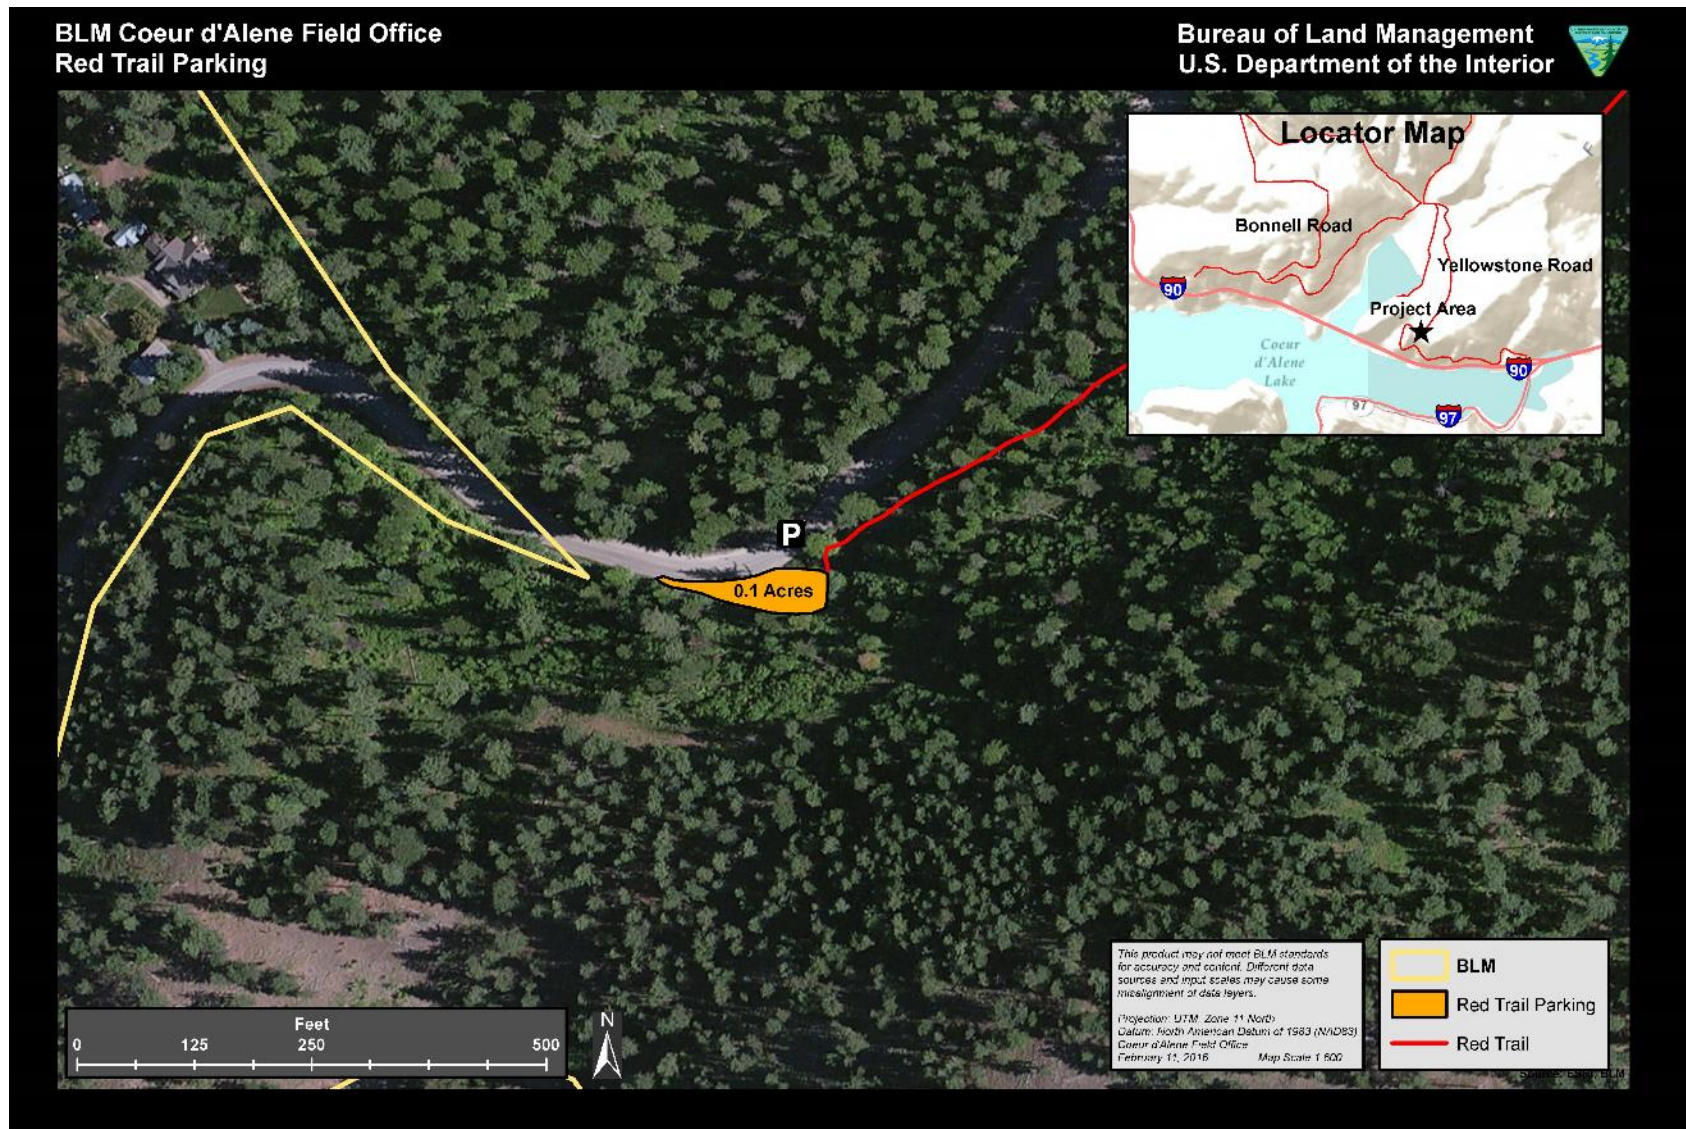 BLM Coeur d'Alene Field Office
Red Trail Parking
Bureau of Land Management
U.S. Department of the Interior
Locator Map
Bonnell Road
Yellowstone Road
90
Project Area
Coeur
d'Alene
Lake
90
97
97
P
0.1 Acres
This product may not meet BLM standards
for accuracy and content. Different data
sources and input scales may cause some
misalignment of data layers.
Projection: UTM, Zone 11 North
Datum: North American Datum of 1983 (NAD83)
Coeur d'Alene Field Office
February 11, 2016 Map Scale 1:600
BLM
Red Trail Parking
Red Trail
Feet
0 125 250 500
N